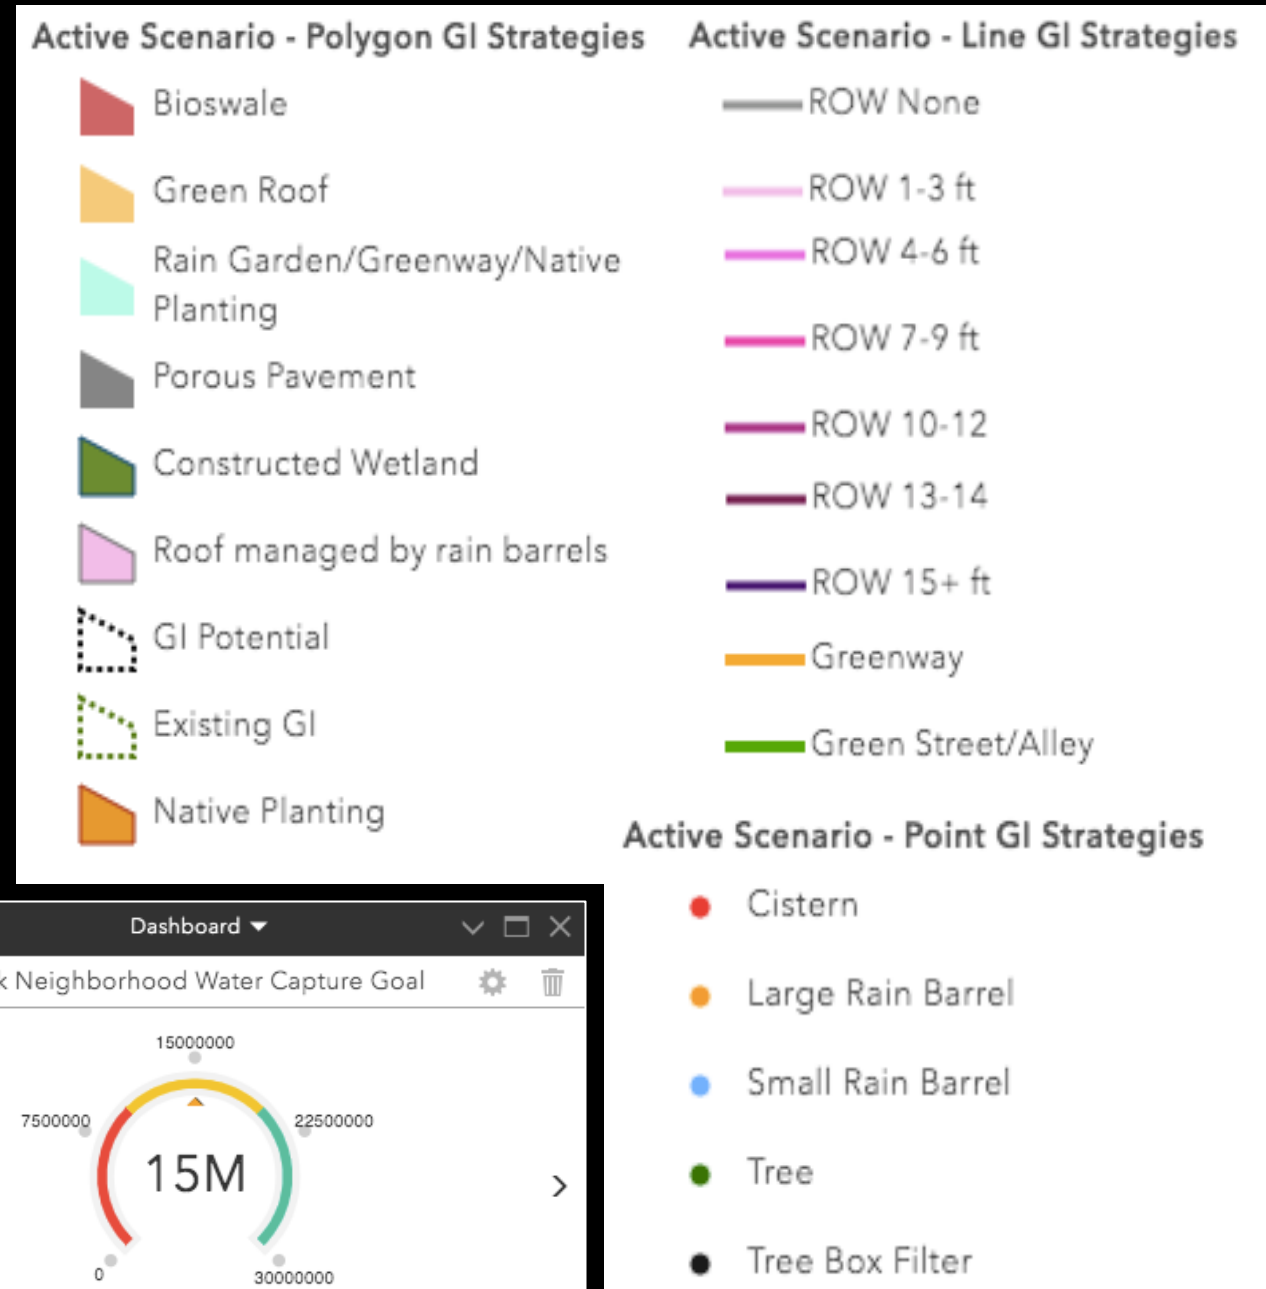 Active Scenario - Polygon GI Strategies
Bioswale
Green Roof
Rain Garden/Greenway/Native
Planting
Porous Pavement
Constructed Wetland
Roof managed by rain barrels
GI Potential
Existing GI
Native Planting
Active Scenario - Line GI Strategies
ROW None
ROW 1-3 ft
ROW 4-6 ft
ROW 7-9 ft
ROW 10-12
ROW 13-14
ROW 15+ ft
Greenway
Green Street/Alley
Active Scenario - Point GI Strategies
Cistern
Large Rain Barrel
Small Rain Barrel
Tree
Tree Box Filter
Dashboard
k Neighborhood Water Capture Goal
15000000
7500000
22500000
15M
0
30000000